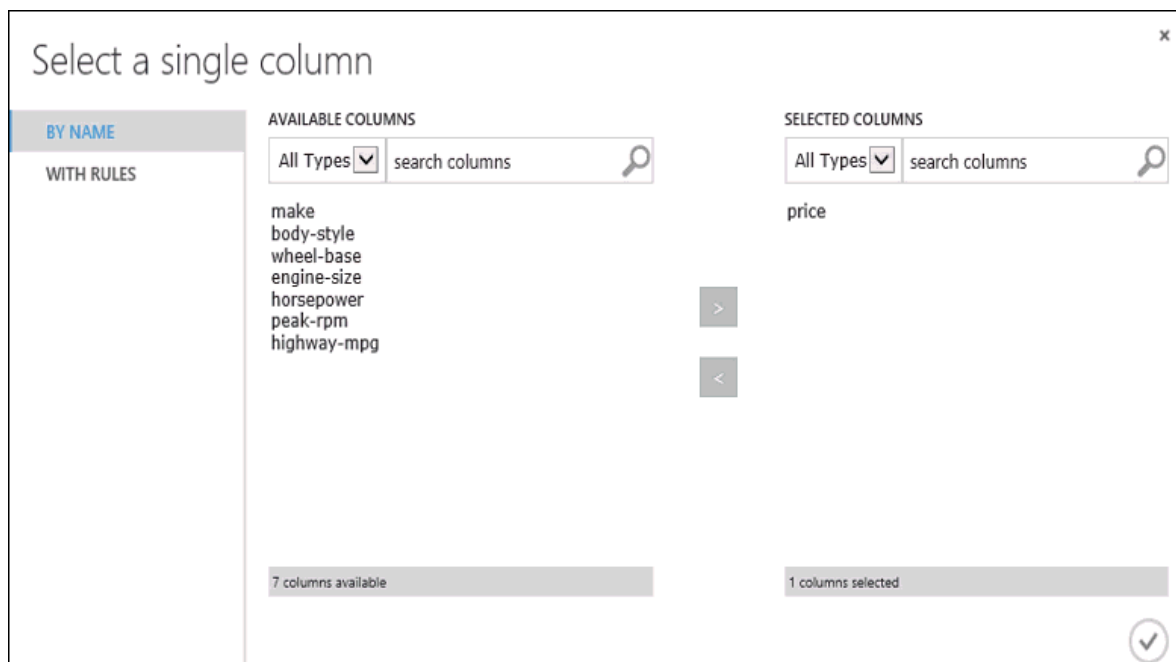 Select a single column
x
BY NAME
WITH RULES
AVAILABLE COLUMNS
All Types
search columns
make
body-style
wheel-base
engine-size
horsepower
peak-rpm
highway-mpg
7 columns available
>
<
SELECTED COLUMNS
All Types
search columns
price
1 columns selected